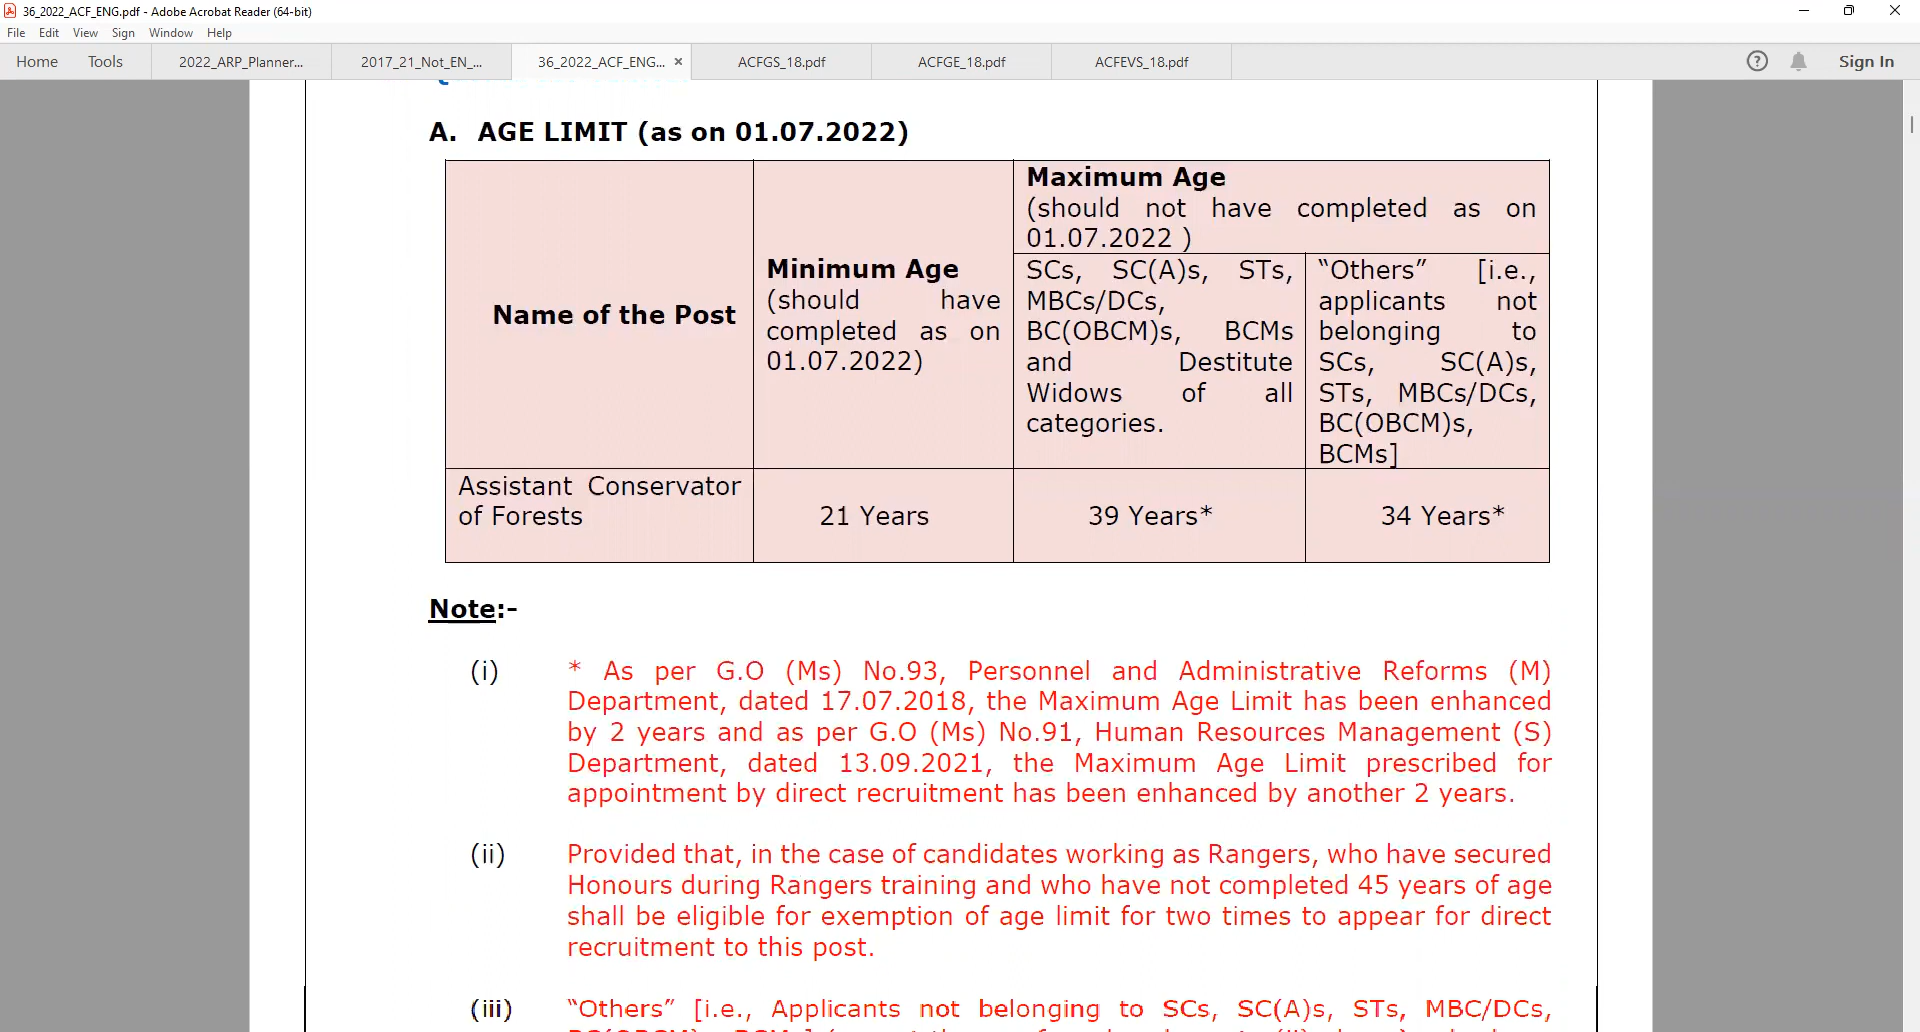 36_2022_ACF_ENG.pdf - Adobe Acrobat Reader (64-bit)
File Edit View Sign Window Help
Home Tools 2022_ARP_Planner... 2017_21_Not_EN_... 36_2022_ACF_ENG... × ACFGS_18.pdf ACFGE_18.pdf ACFEVS_18.pdf ? Sign In
A. AGE LIMIT (as on 01.07.2022)
Name of the Post
Minimum Age
(should have
completed as on
01.07.2022)
Maximum Age
(should not have completed as on
01.07.2022 )
SCs, SC(A)s, STs,
MBCs/DCs,
BC(OBCM)s, BCMs
and Destitute
Widows of all
categories.
“Others” [i.e.,
applicants not
belonging to
SCs, SC(A)s,
STs, MBCs/DCs,
BC(OBCM)s,
BCMs]
Assistant Conservator
of Forests
21 Years
39 Years*
34 Years*
Note:-
(i) * As per G.O (Ms) No.93, Personnel and Administrative Reforms (M)
Department, dated 17.07.2018, the Maximum Age Limit has been enhanced
by 2 years and as per G.O (Ms) No.91, Human Resources Management (S)
Department, dated 13.09.2021, the Maximum Age Limit prescribed for
appointment by direct recruitment has been enhanced by another 2 years.
(ii) Provided that, in the case of candidates working as Rangers, who have secured
Honours during Rangers training and who have not completed 45 years of age
shall be eligible for exemption of age limit for two times to appear for direct
recruitment to this post.
(iii) “Others” [i.e., Applicants not belonging to SCs, SC(A)s, STs, MBC/DCs,